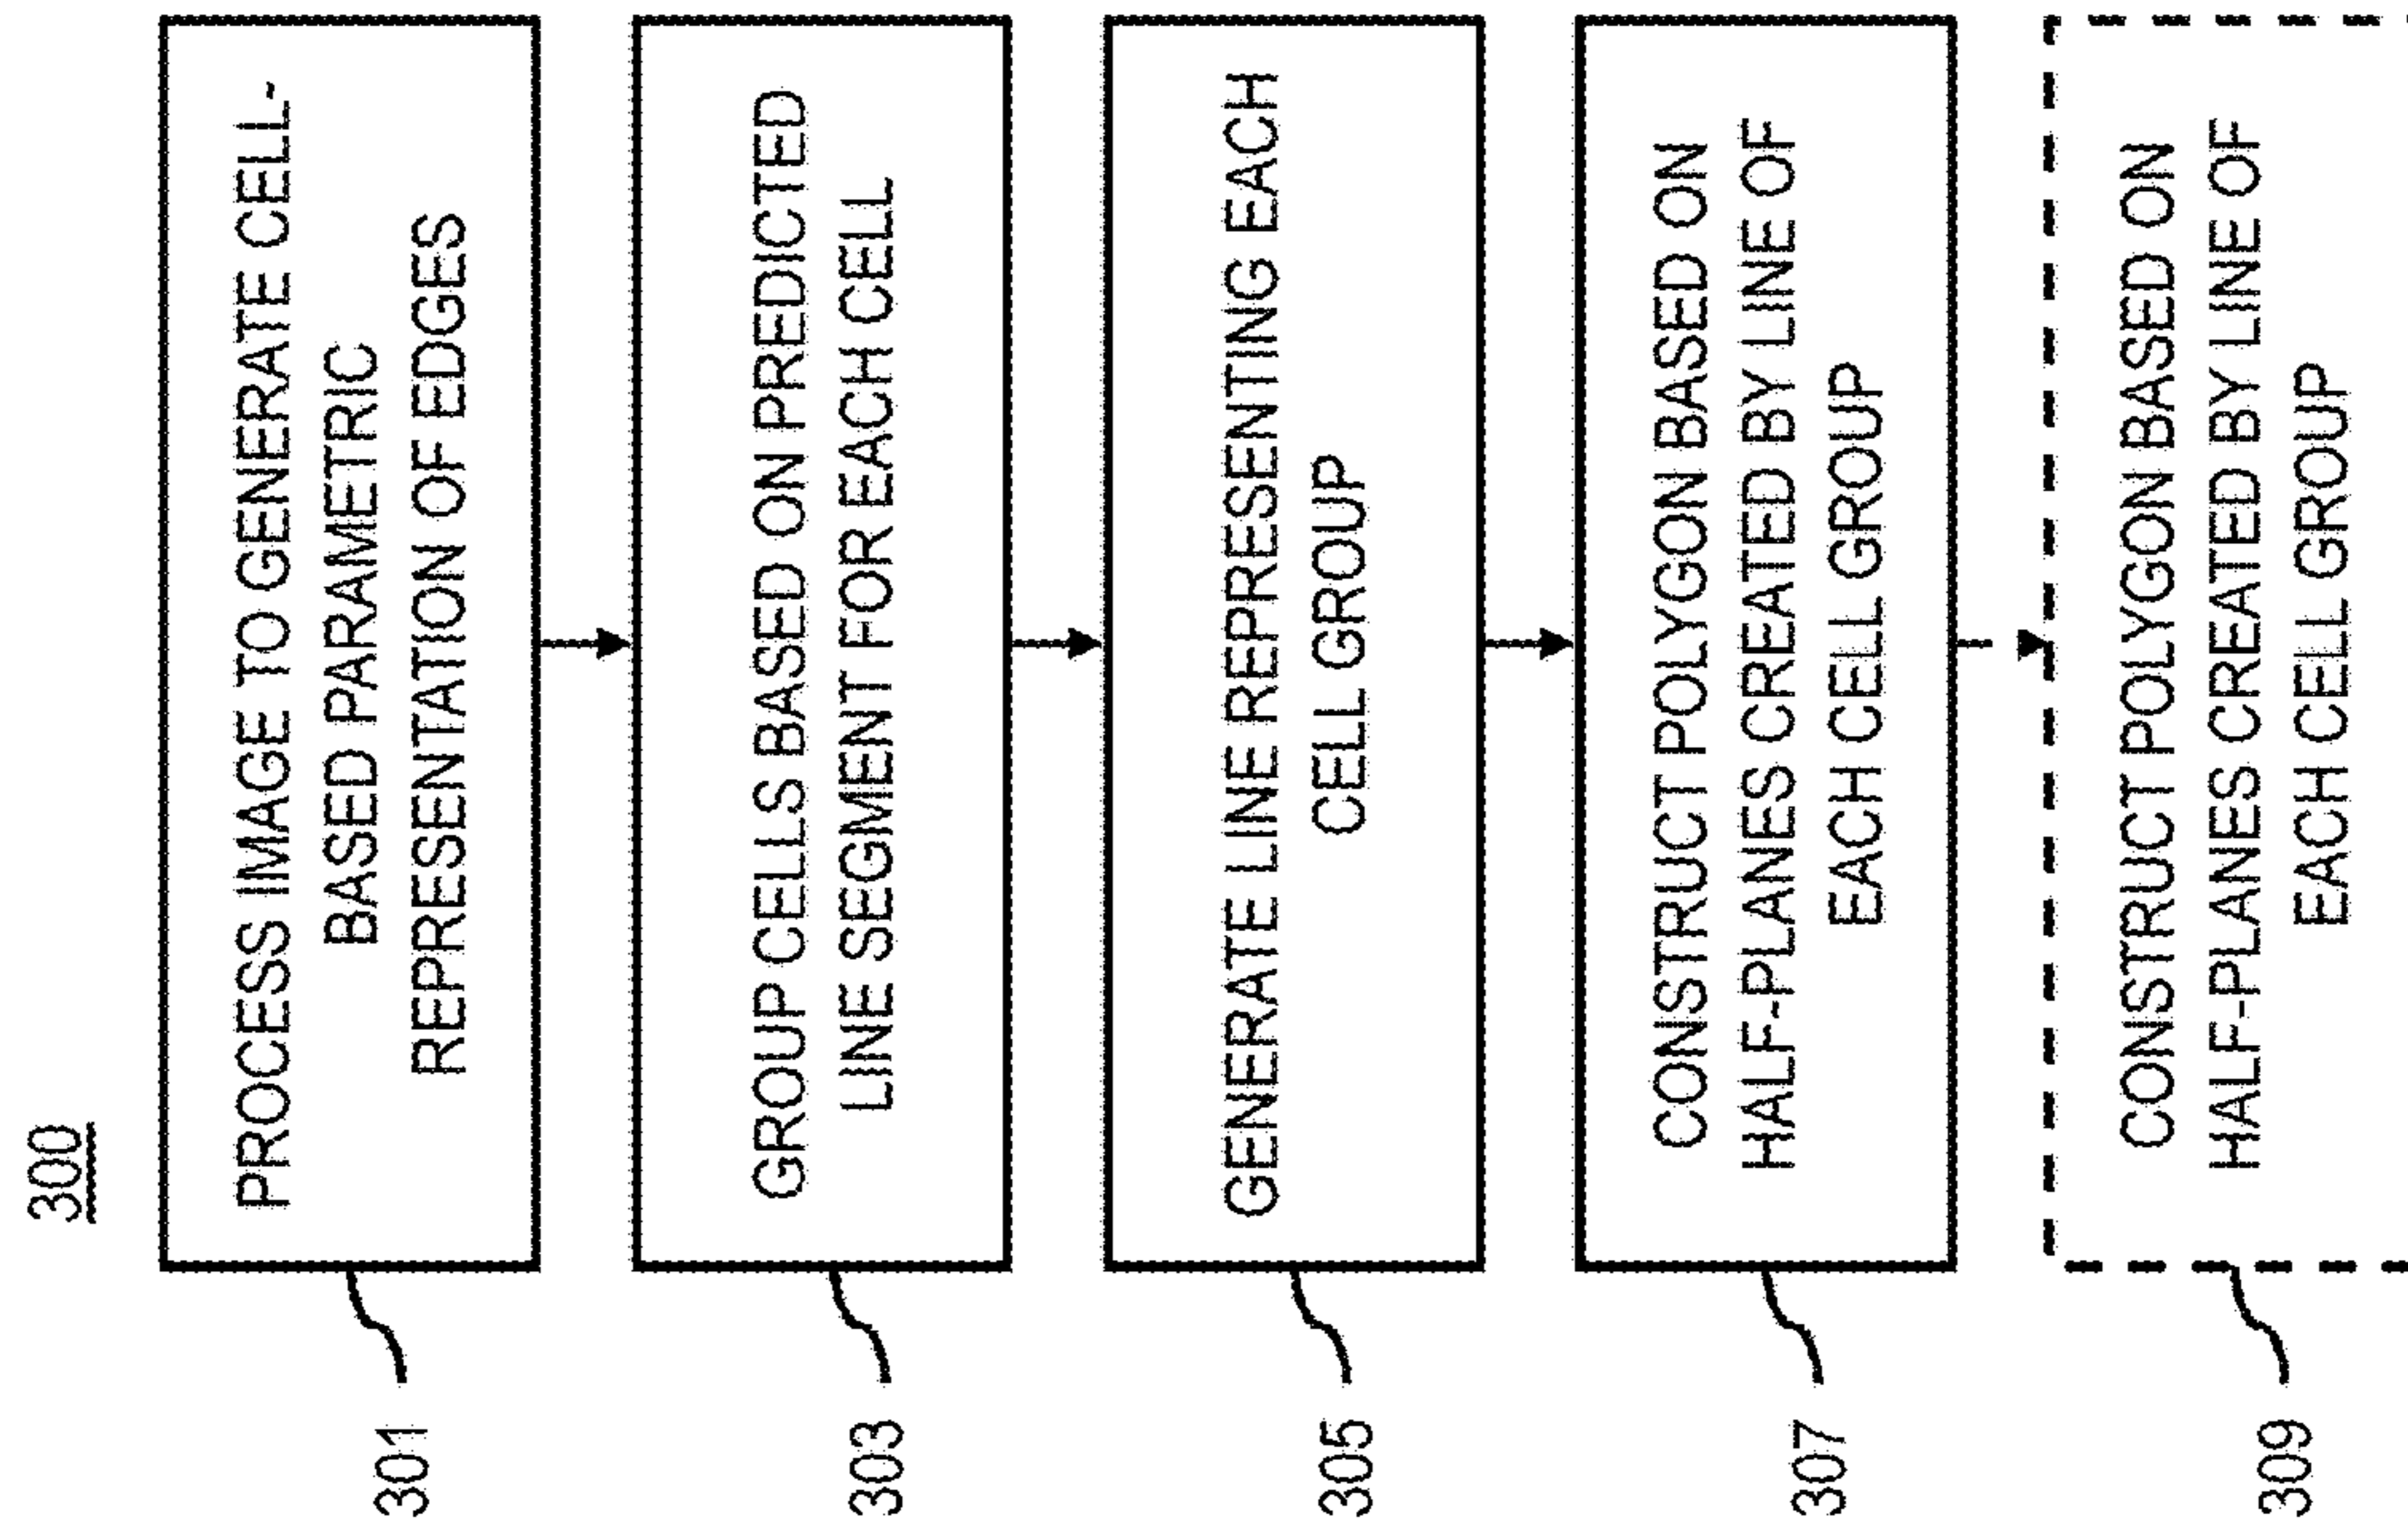 300
301
PROCESS IMAGE TO GENERATE CELL-
BASED PARAMETRIC
REPRESENTATION OF EDGES
303
GROUP CELLS BASED ON PREDICTED
LINE SEGMENT FOR EACH CELL
305
GENERATE LINE REPRESENTING EACH
CELL GROUP
307
CONSTRUCT POLYGON BASED ON
HALF-PLANES CREATED BY LINE OF
EACH CELL GROUP
309
CONSTRUCT POLYGON BASED ON
HALF-PLANES CREATED BY LINE OF
EACH CELL GROUP